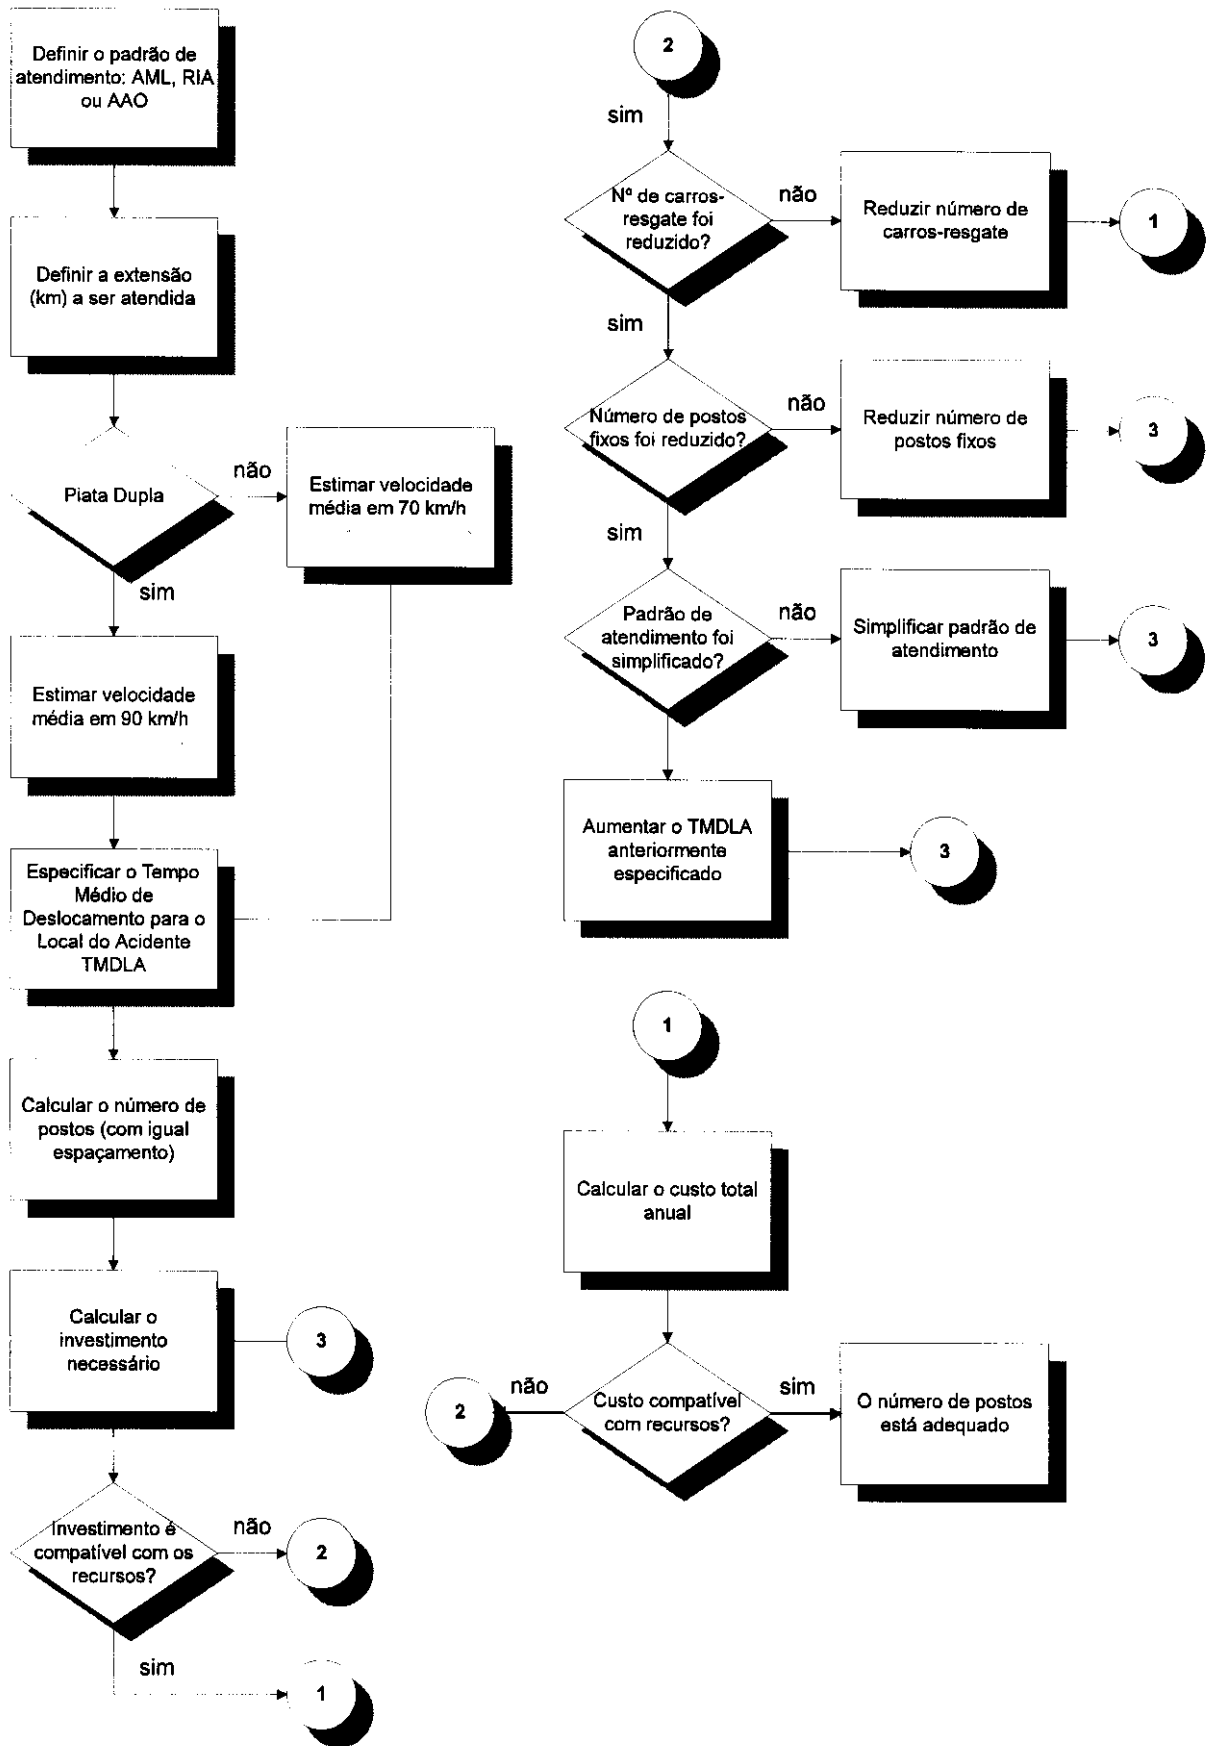 Definir o padrão de
atendimento: AML, RIA
ou AAO
Definir a extensão
(km) a ser atendida
Piata Dupla
não
Estimar velocidade
média em 70 km/h
sim
Estimar velocidade
média em 90 km/h
Especificar o Tempo
Médio de
Deslocamento para o
Local do Acidente
TMDLA
Calcular o número de
postos (com igual
espaçamento)
Calcular o
investimento
necessário
3
Investimento é
compatível com os
recursos?
não
2
sim
1
2
sim
Nº de carros-
resgate foi
reduzido?
não
Reduzir número de
carros-resgate
1
sim
Número de postos
fixos foi reduzido?
não
Reduzir número de
postos fixos
3
sim
Padrão de
atendimento foi
simplificado?
não
Simplificar padrão de
atendimento
3
Aumentar o TMDLA
anteriormente
especificado
3
1
Calcular o custo total
anual
Custo compatível
com recursos?
não
2
sim
O número de postos
está adequado